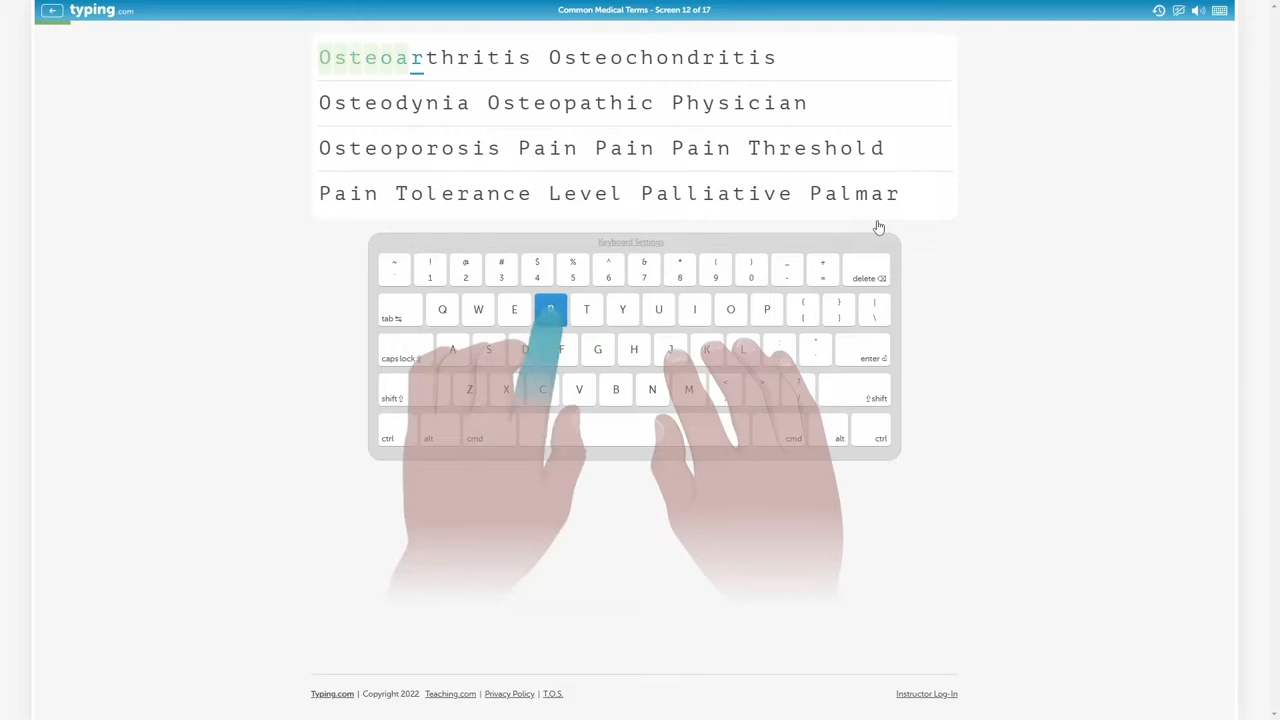 typing.com
Common Medical Terms - Screen 12 of 17
Osteoarthritis Osteochondritis
Osteodynia Osteopathic Physician
Osteoporosis Pain Pain Pain Threshold
Pain Tolerance Level Palliative Palmar
Keyboard Settings
~ ! @ # $ % ^ & * ( ) _ +
` 1 2 3 4 5 6 7 8 9 0 - = delete
{ } |
tab Q W E R T Y U I O P [ ] \
caps lock A S D F G H J K L : ; " ' enter
shift Z X C V B N M < > ? shift
ctrl alt cmd cmd alt ctrl
Typing.com | Copyright 2022 Teaching.com | Privacy Policy | T.O.S.
Instructor Log-In